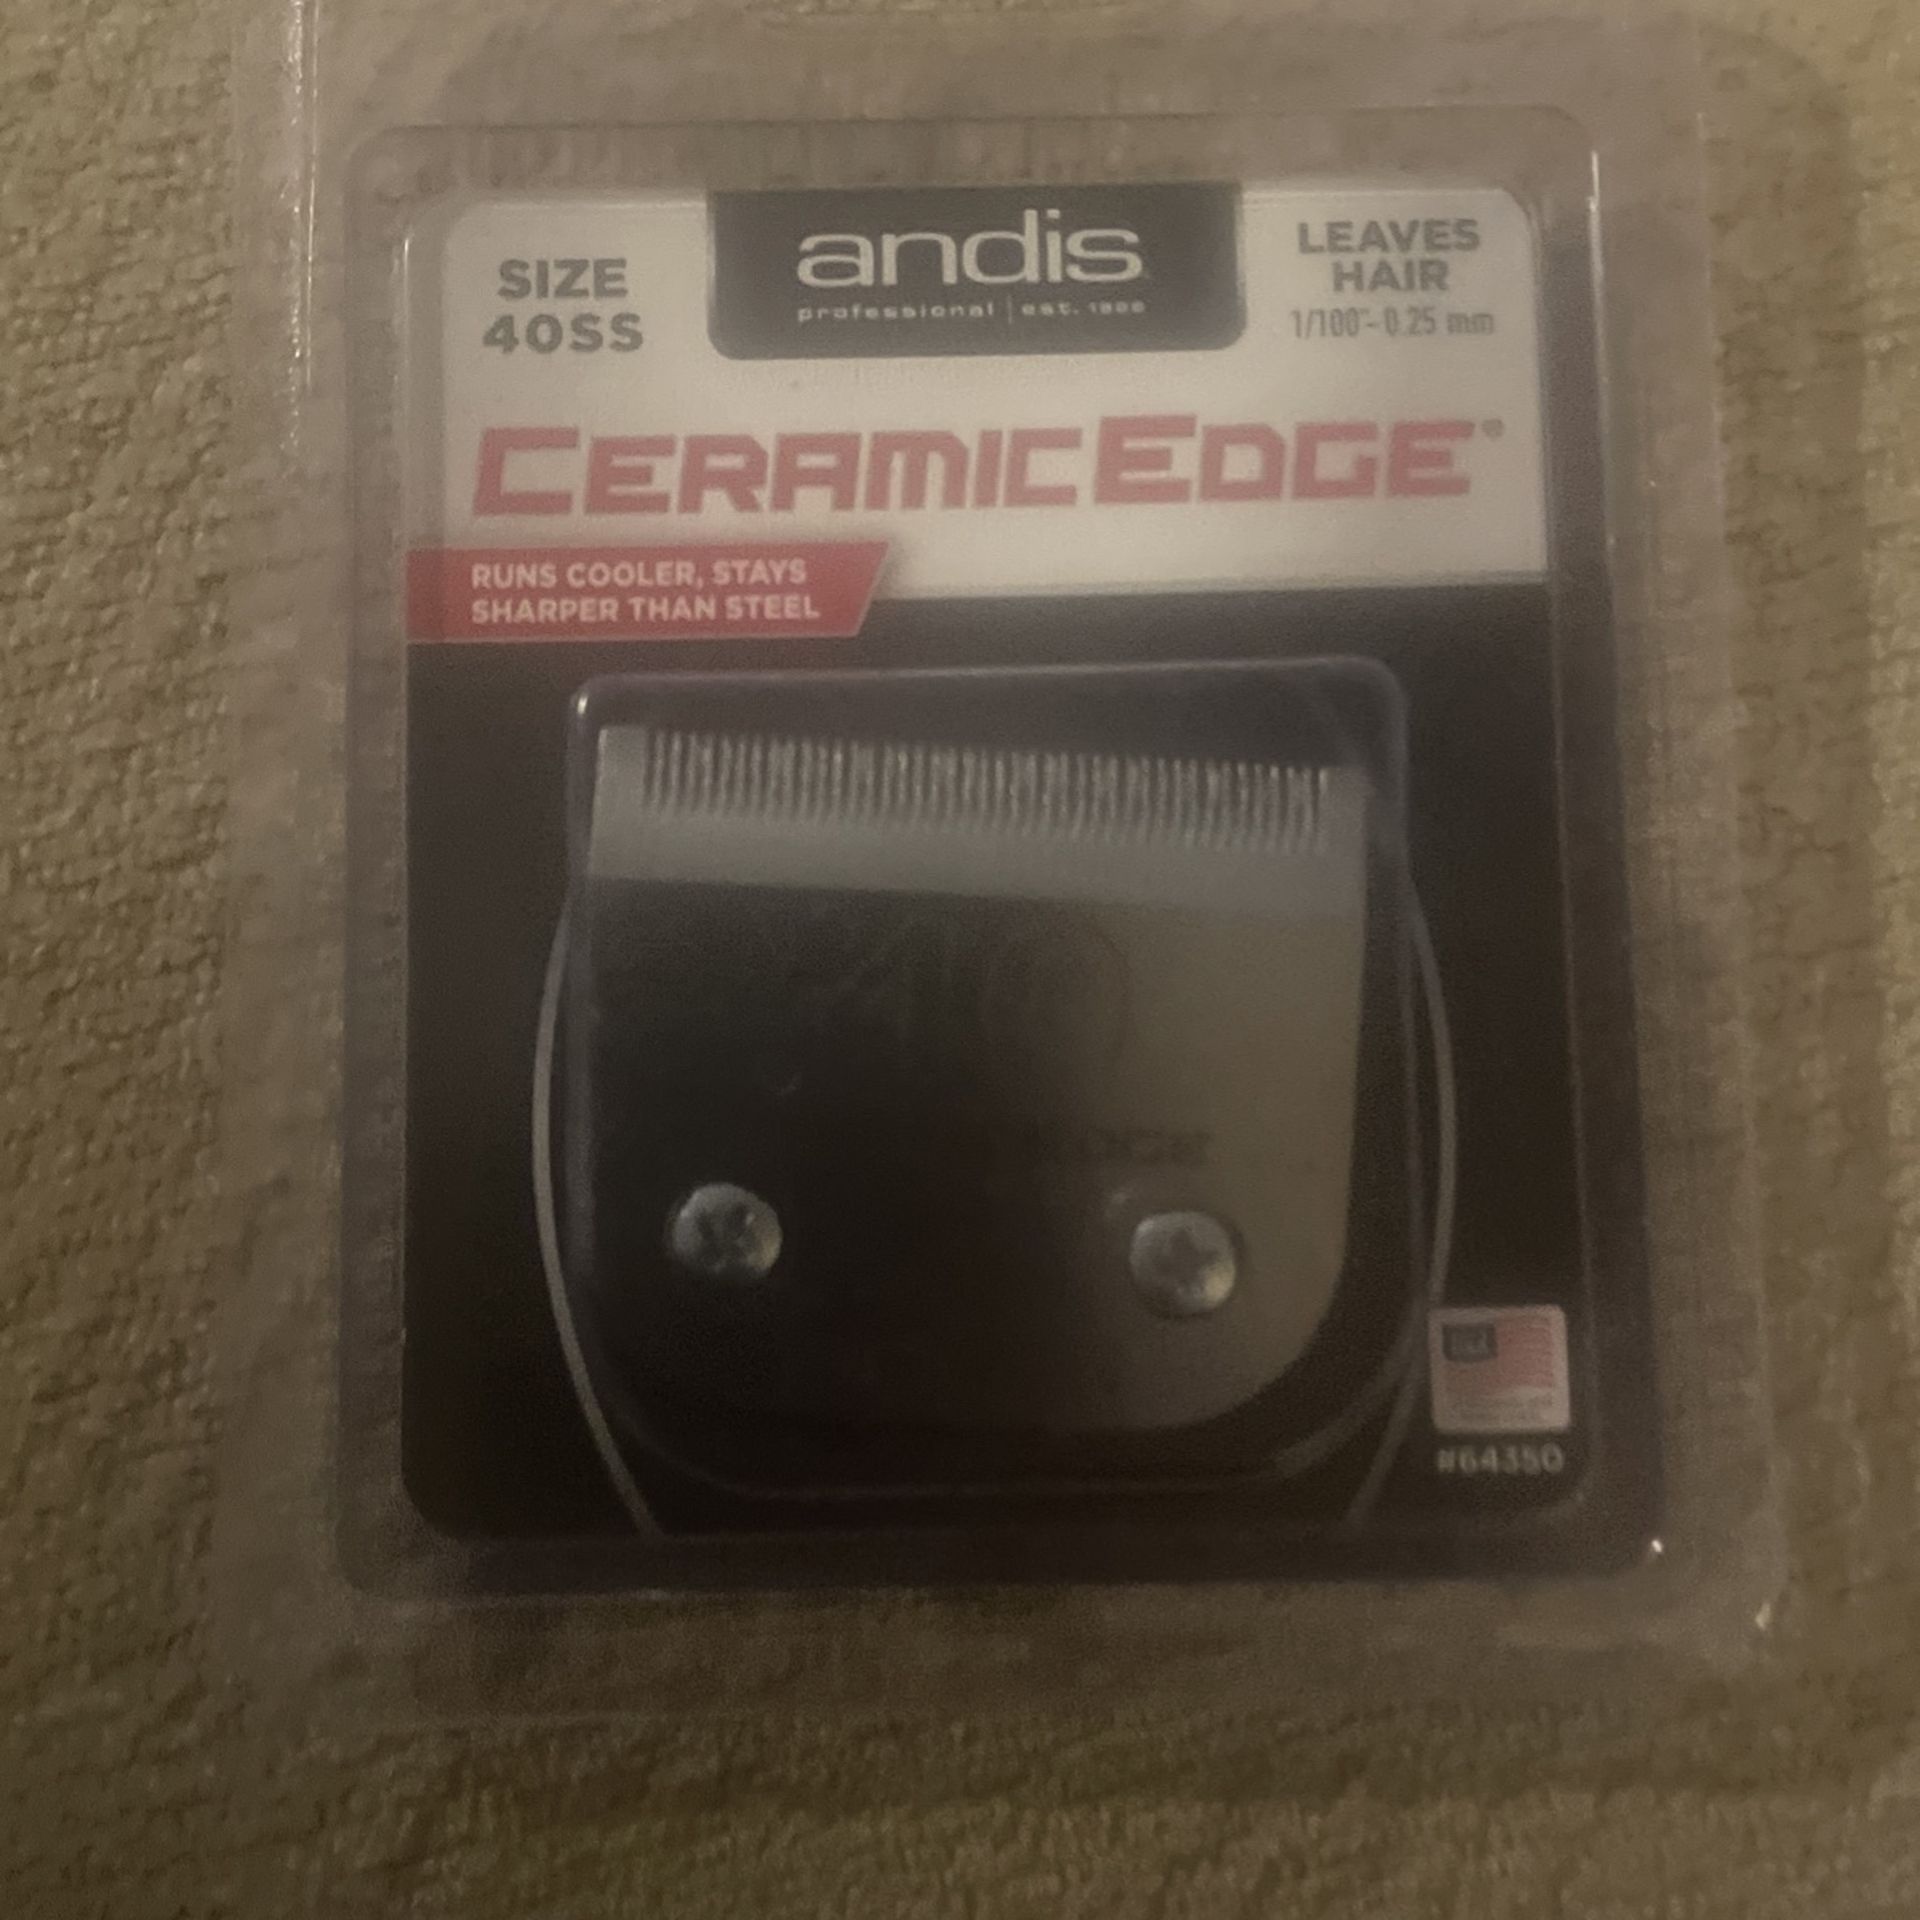 SIZE
40SS
andis
professional | est. 1922
LEAVES
HAIR
1/100"- 0.25 mm
CERAMICEDGE®
RUNS COOLER, STAYS
SHARPER THAN STEEL
#64350